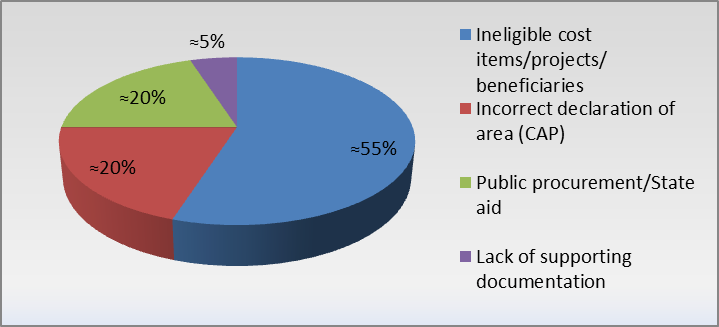 ≈5%
≈20%
≈55%
≈20%
Ineligible cost
items/projects/
beneficiaries
Incorrect declaration of
area (CAP)
Public procurement/State
aid
Lack of supporting
documentation